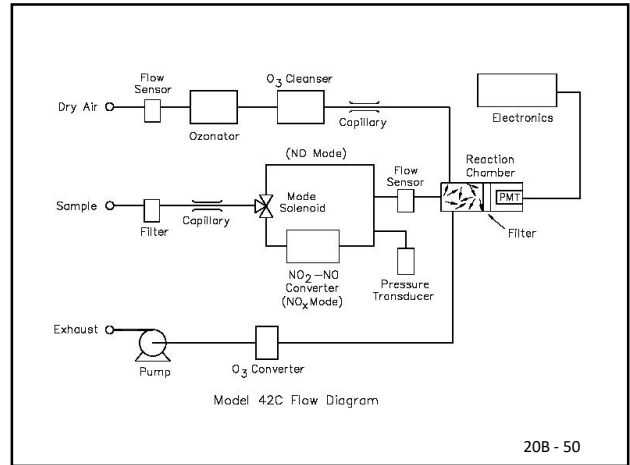 Flow
Sensor
O3 Cleanser
Dry Air
Ozonator
Capillary
Electronics
(NO Mode)
Flow
Sensor
Reaction
Chamber
Sample
Mode
Solenoid
PMT
Filter
Capillary
Filter
NO2-NO
Converter
(NOx Mode)
Pressure
Transducer
Exhaust
Pump
O3 Converter
Model 42C Flow Diagram
20B - 50